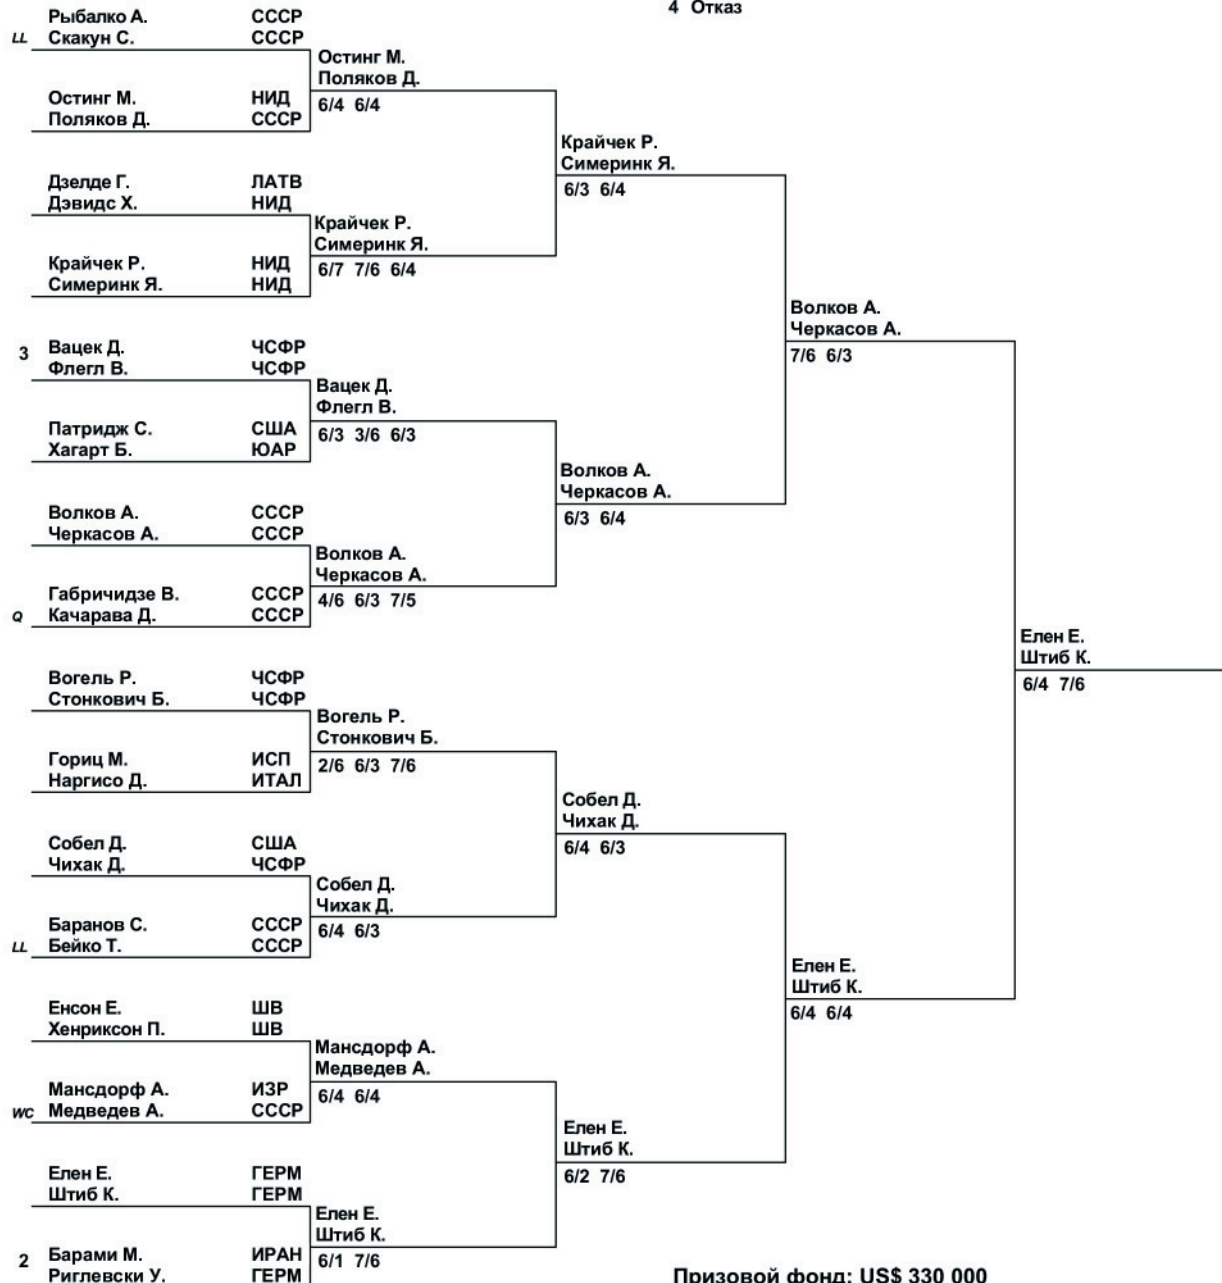 4 Отказ
Рыбалко А. СССР
LL Скакун С. СССР
Остинг М.
Поляков Д.
6/4 6/4
Остинг М. НИД
Поляков Д. СССР
Крайчек Р.
Симеринк Я.
6/3 6/4
Дзелде Г. ЛАТВ
Дэвидс Х. НИД
Крайчек Р.
Симеринк Я.
6/7 7/6 6/4
Крайчек Р. НИД
Симеринк Я. НИД
Волков А.
Черкасов А.
7/6 6/3
3 Вацек Д. ЧСФР
Флегл В. ЧСФР
Вацек Д.
Флегл В.
6/3 3/6 6/3
Патридж С. США
Хагарт Б. ЮАР
Волков А.
Черкасов А.
6/3 6/4
Волков А. СССР
Черкасов А. СССР
Волков А.
Черкасов А.
4/6 6/3 7/5
Габричидзе В. СССР
Q Качарава Д. СССР
Елен Е.
Штиб К.
6/4 7/6
Вогель Р. ЧСФР
Стонкович Б. ЧСФР
Вогель Р.
Стонкович Б.
2/6 6/3 7/6
Гориц М. ИСП
Наргисо Д. ИТАЛ
Собел Д.
Чихак Д.
6/4 6/3
Собел Д. США
Чихак Д. ЧСФР
Собел Д.
Чихак Д.
6/4 6/3
Баранов С. СССР
LL Бейко Т. СССР
Елен Е.
Штиб К.
6/4 6/4
Енсон Е. ШВ
Хенриксон П. ШВ
Мансдорф А.
Медведев А.
6/4 6/4
Мансдорф А. ИЗР
WC Медведев А. СССР
Елен Е.
Штиб К.
6/2 7/6
Елен Е. ГЕРМ
Штиб К. ГЕРМ
Елен Е.
Штиб К.
6/1 7/6
2 Барами М. ИРАН
Риглевски У. ГЕРМ
Призовой фонд: US$ 330 000